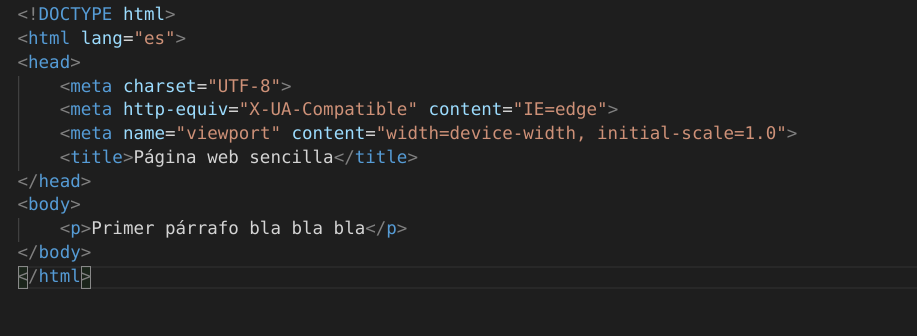 <!DOCTYPE html>
<html lang="es">
<head>
    <meta charset="UTF-8">
    <meta http-equiv="X-UA-Compatible" content="IE=edge">
    <meta name="viewport" content="width=device-width, initial-scale=1.0">
    <title>Página web sencilla</title>
</head>
<body>
    <p>Primer párrafo bla bla bla</p>
</body>
</html>